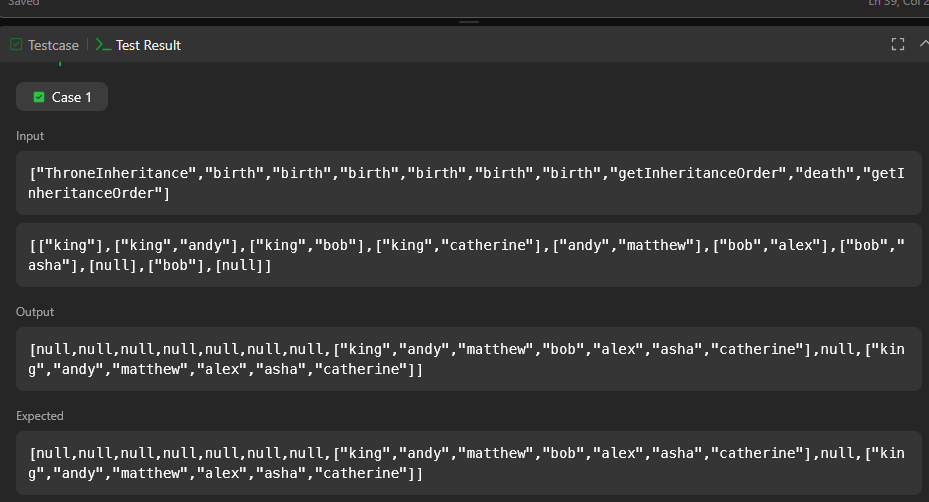 Saved
Ln 39, Col 2
Testcase
Test Result
Case 1
Input
["ThroneInheritance","birth","birth","birth","birth","birth","birth","getInheritanceOrder","death","getI
nheritanceOrder"]
[["king"],["king","andy"],["king","bob"],["king","catherine"],["andy","matthew"],["bob","alex"],["bob","
asha"],[null],["bob"],[null]]
Output
[null,null,null,null,null,null,null,["king","andy","matthew","bob","alex","asha","catherine"],null,["kin
g","andy","matthew","alex","asha","catherine"]]
Expected
[null,null,null,null,null,null,null,["king","andy","matthew","bob","alex","asha","catherine"],null,["kin
g","andy","matthew","alex","asha","catherine"]]